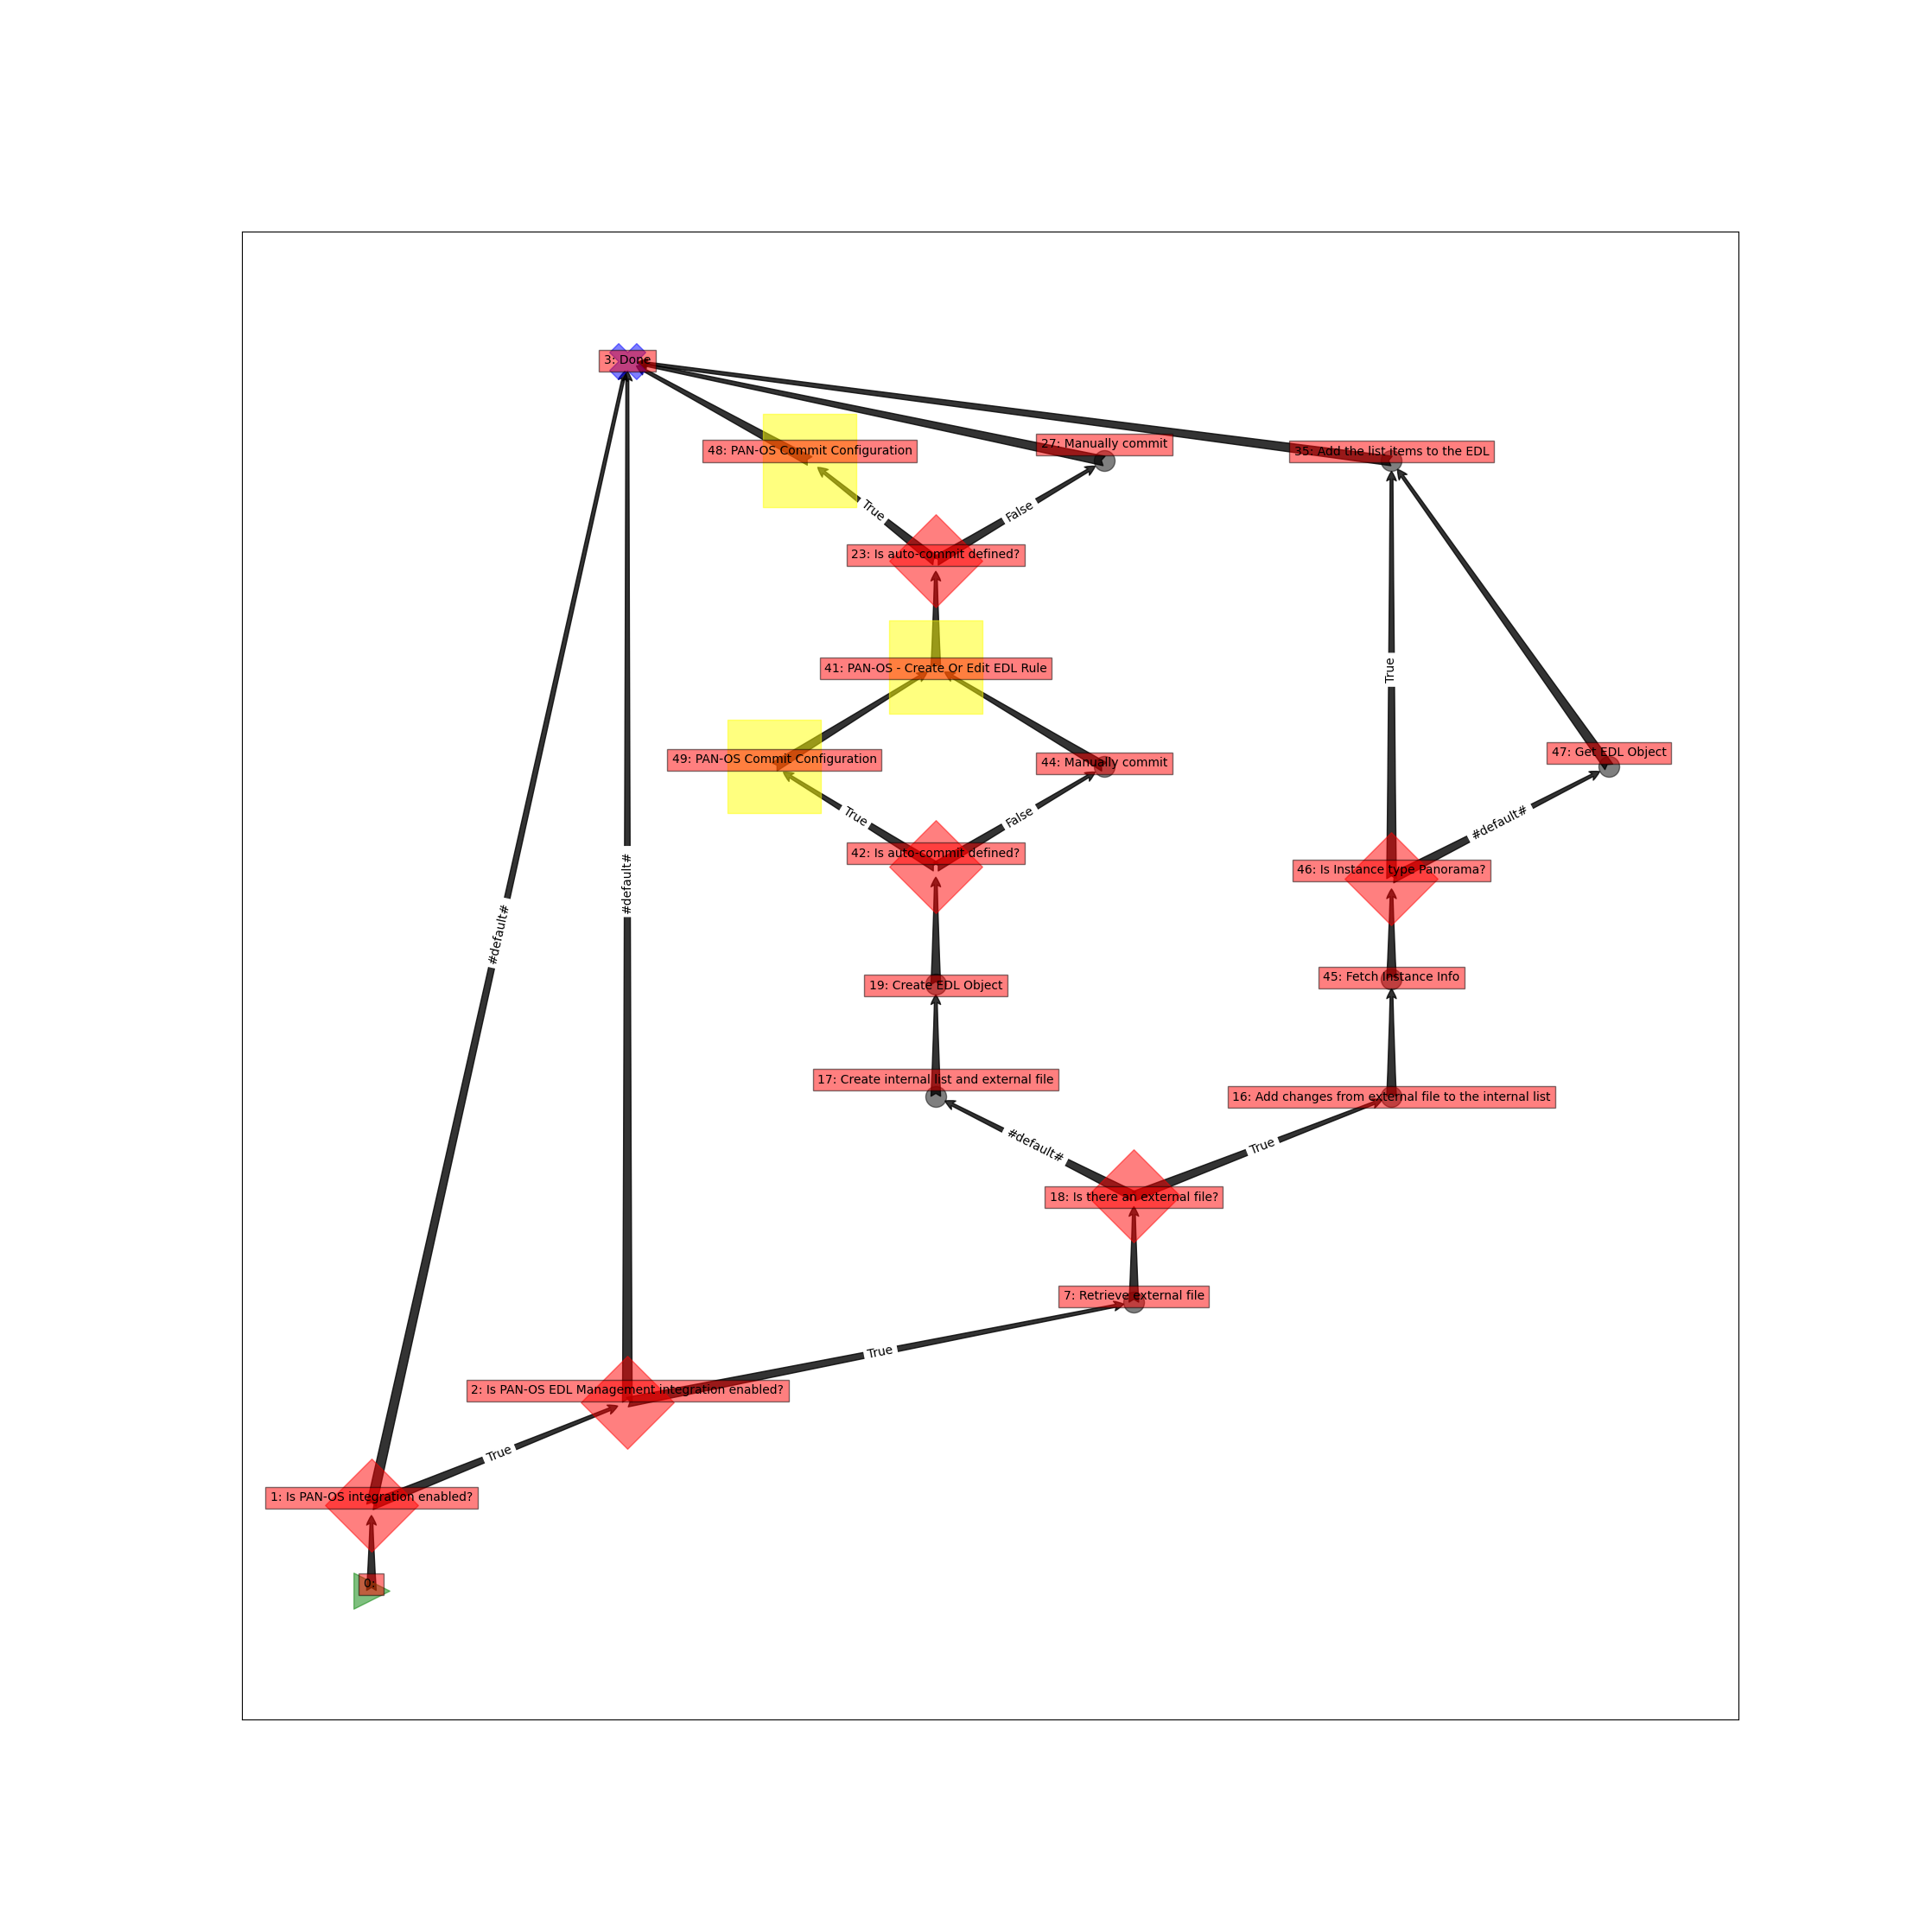 3: Done
27: Manually commit
48: PAN-OS Commit Configuration
35: Add the list items to the EDL
True
False
23: Is auto-commit defined?
41: PAN-OS - Create Or Edit EDL Rule
True
49: PAN-OS Commit Configuration
44: Manually commit
47: Get EDL Object
True
False
#default#
42: Is auto-commit defined?
46: Is Instance type Panorama?
#default#
#default#
19: Create EDL Object
45: Fetch Instance Info
17: Create internal list and external file
16: Add changes from external file to the internal list
#default#
True
18: Is there an external file?
7: Retrieve external file
True
2: Is PAN-OS EDL Management integration enabled?
True
1: Is PAN-OS integration enabled?
0: